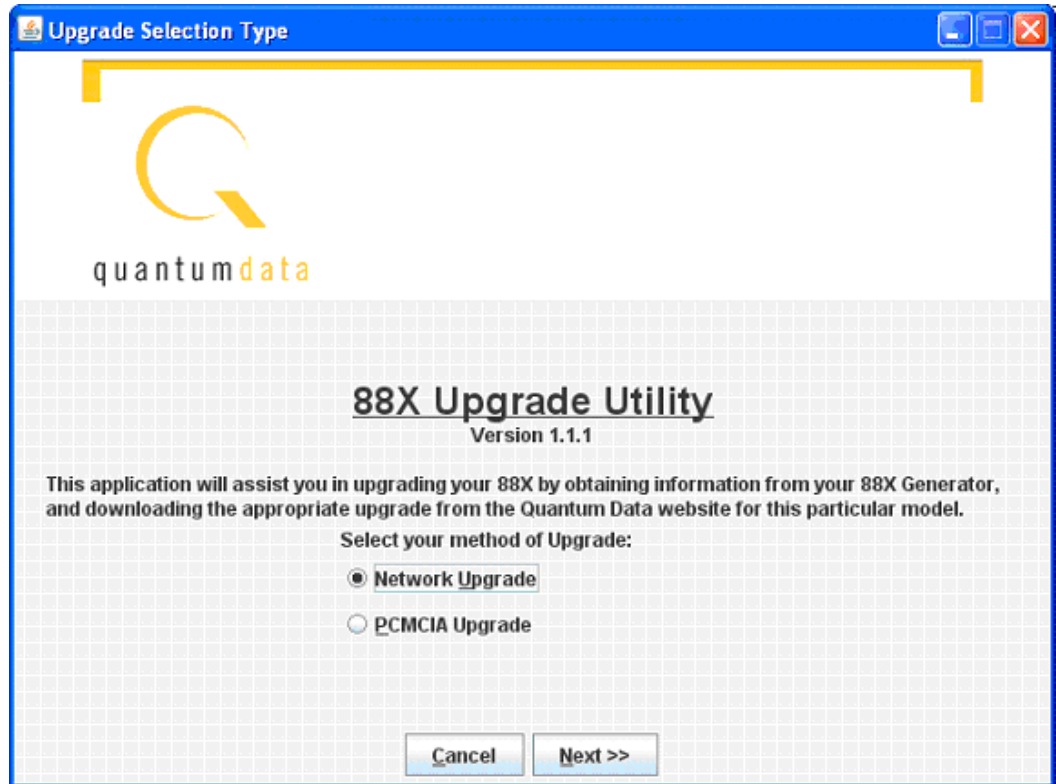 Upgrade Selection Type
quantumdata
88X Upgrade Utility
Version 1.1.1
This application will assist you in upgrading your 88X by obtaining information from your 88X Generator,
and downloading the appropriate upgrade from the Quantum Data website for this particular model.
Select your method of Upgrade:
Network Upgrade
PCMCIA Upgrade
Cancel
Next >>